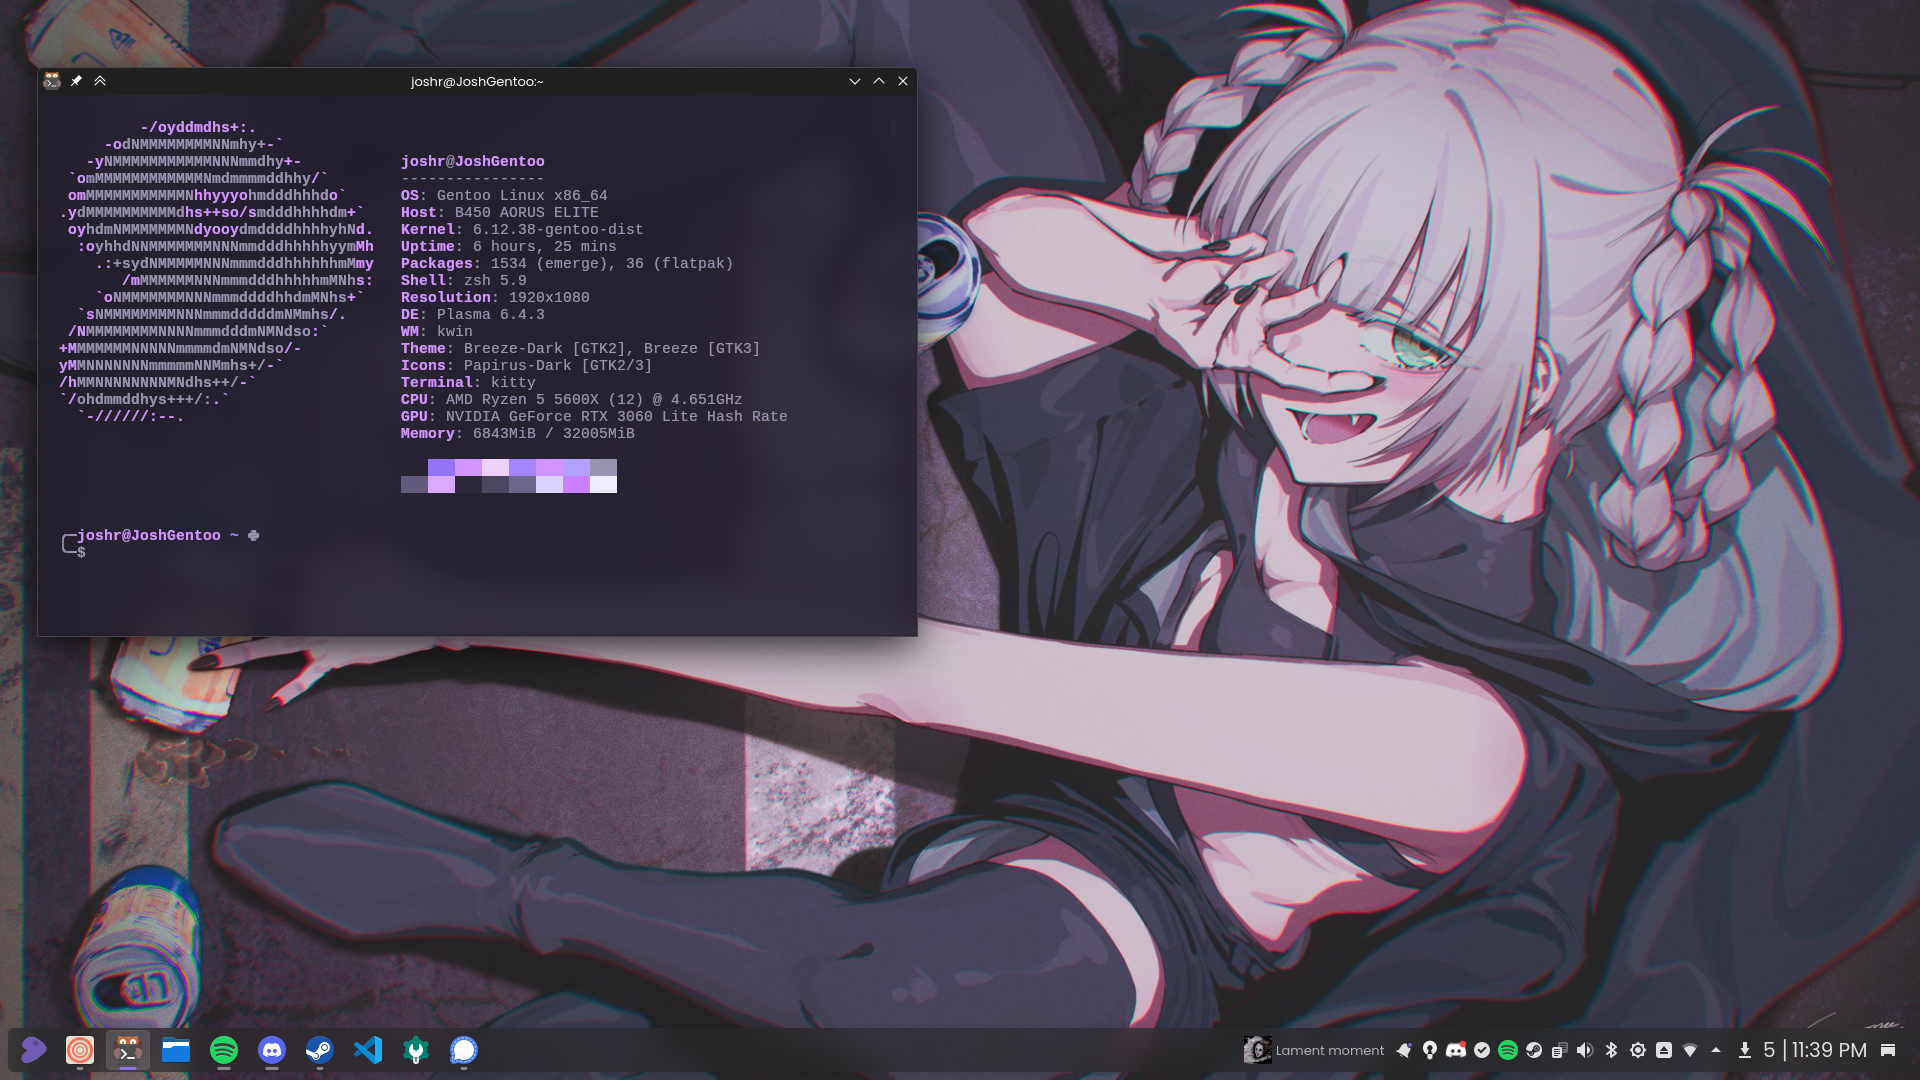 joshr@JoshGentoo:~
-/oyddmdhs+:.
-odNMMMMMMMMNNmhy+-`
-yNMMMMMMMMMMMNNNmmdhy+-
`omMMMMMMMMMMMMNmdmmmmddhhy/`
omMMMMMMMMMMMNhhyyyohmdddhhhdo`
.ydMMMMMMMMMMdhs++so/smdddhhhhdm+`
oyhdmNMMMMMMMNdyooydmddddhhhhyhNd.
:oyhhdNNMMMMMMMNNNmmdddhhhhhyymMh
.:+sydNMMMMMNNNmmmdddhhhhhhmMmy
/mMMMMMMNNNmmmdddhhhhhmMNhs:
`oNMMMMMMMNNNmmmddddhhdmMNhs+`
`sNMMMMMMMMNNNmmmdddddmNMmhs/.
/NMMMMMMMMNNNNmmmdddmNMNdso:`
+MMMMMMMNNNNNmmmmdmNMNdso/-
yMMNNNNNNNmmmmmNNMmhs+/-`
/hMMNNNNNNNNMNdhs++/-`
`/ohdmmddhys+++/:.`
`-//////:--.
joshr@JoshGentoo
----------------
OS: Gentoo Linux x86_64
Host: B450 AORUS ELITE
Kernel: 6.12.38-gentoo-dist
Uptime: 6 hours, 25 mins
Packages: 1534 (emerge), 36 (flatpak)
Shell: zsh 5.9
Resolution: 1920x1080
DE: Plasma 6.4.3
WM: kwin
Theme: Breeze-Dark [GTK2], Breeze [GTK3]
Icons: Papirus-Dark [GTK2/3]
Terminal: kitty
CPU: AMD Ryzen 5 5600X (12) @ 4.651GHz
GPU: NVIDIA GeForce RTX 3060 Lite Hash Rate
Memory: 6843MiB / 32005MiB
joshr@JoshGentoo ~
$
Lament moment
5 | 11:39 PM